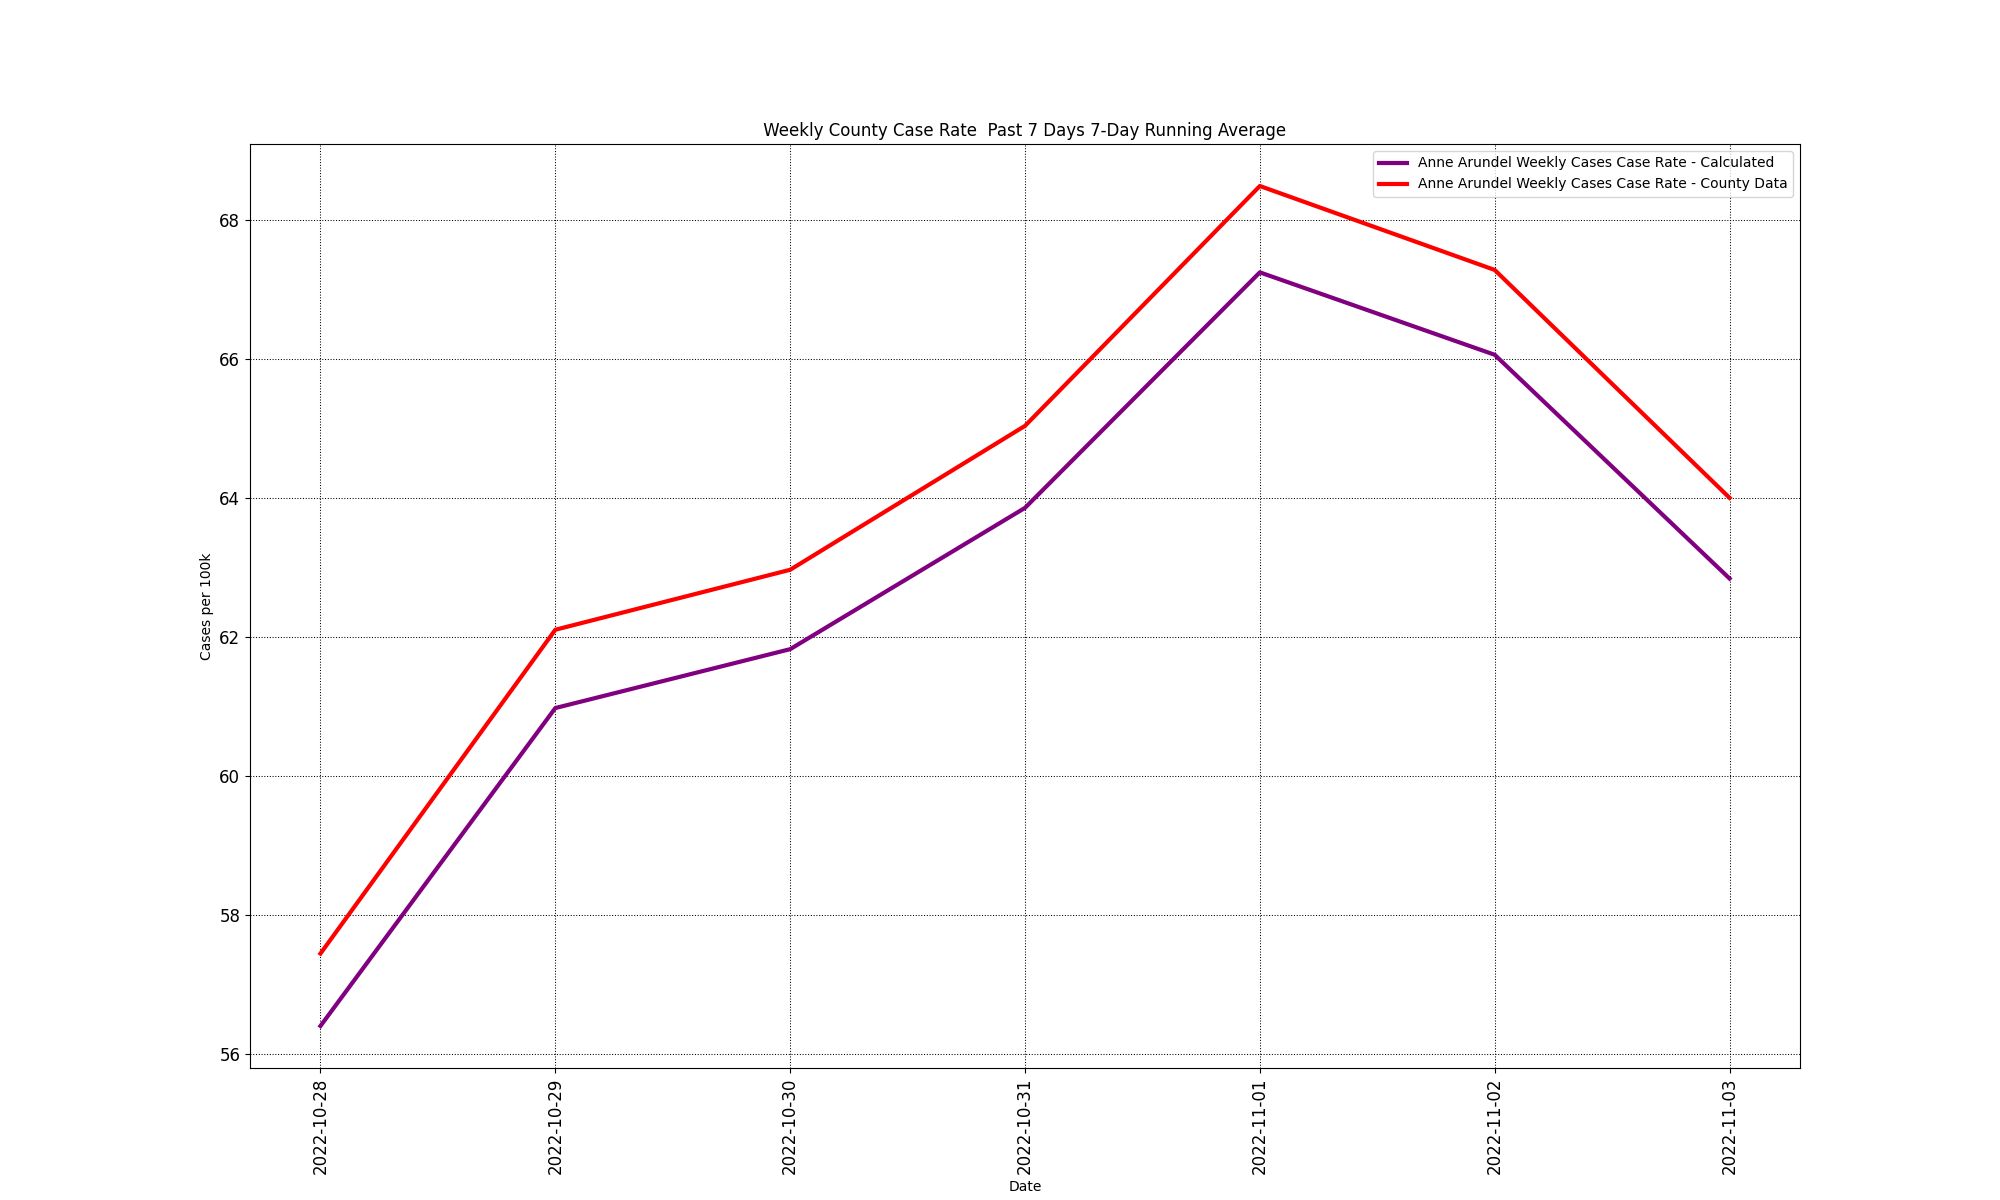 Weekly County Case Rate  Past 7 Days 7-Day Running Average
Anne Arundel Weekly Cases Case Rate - Calculated
Anne Arundel Weekly Cases Case Rate - County Data
68
66
64
62
60
58
56
Cases per 100k
2022-10-28
2022-10-29
2022-10-30
2022-10-31
2022-11-01
2022-11-02
2022-11-03
Date